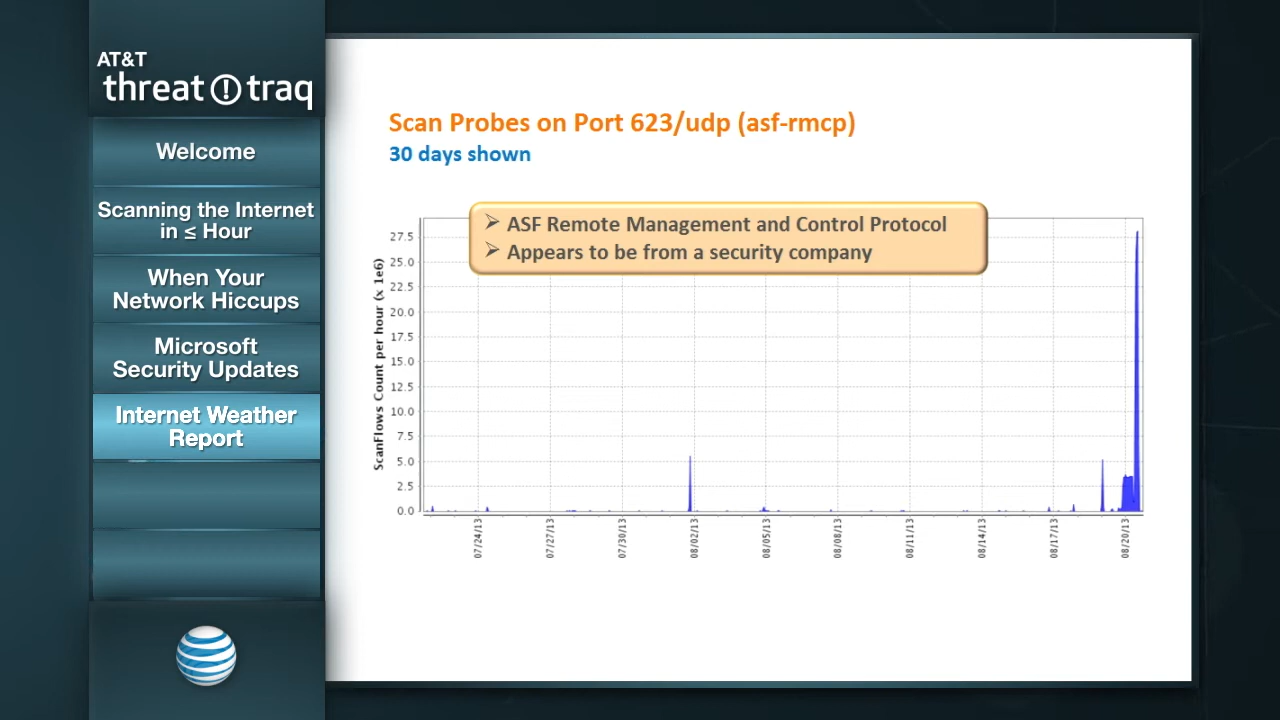 AT&T
threat traq
Welcome
Scanning the Internet
in ≤ Hour
When Your
Network Hiccups
Microsoft
Security Updates
Internet Weather
Report
Scan Probes on Port 623/udp (asf-rmcp)
30 days shown
➢ ASF Remote Management and Control Protocol
➢ Appears to be from a security company
ScanFlows Count per hour (x 1e6)
27.5
25.0
22.5
20.0
17.5
15.0
12.5
10.0
7.5
5.0
2.5
0.0
07/24/13
07/27/13
07/30/13
08/02/13
08/05/13
08/08/13
08/11/13
08/14/13
08/17/13
08/20/13